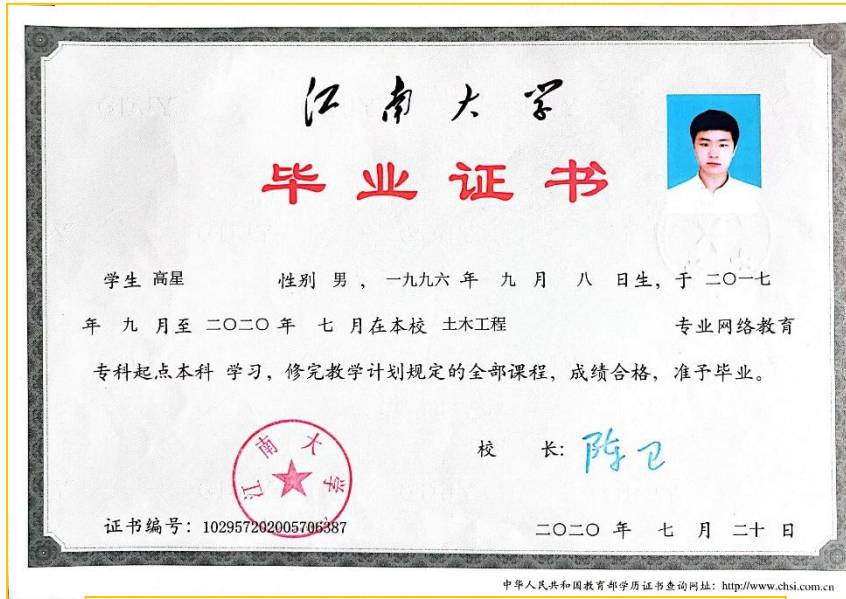 江南大学
毕业证书
学生 高星 性别 男 ， 一九九六 年 九 月 八 日生，于 二〇一七
年 九 月至 二〇二〇 年 七 月在本校 土木工程 专业网络教育
专科起点本科 学习，修完教学计划规定的全部课程，成绩合格，准予毕业。
校 长：陈卫
江南大学
证书编号：102957202005706387
二〇二〇 年 七 月 二十 日
中华人民共和国教育部学历证书查询网址：http://www.chsi.com.cn